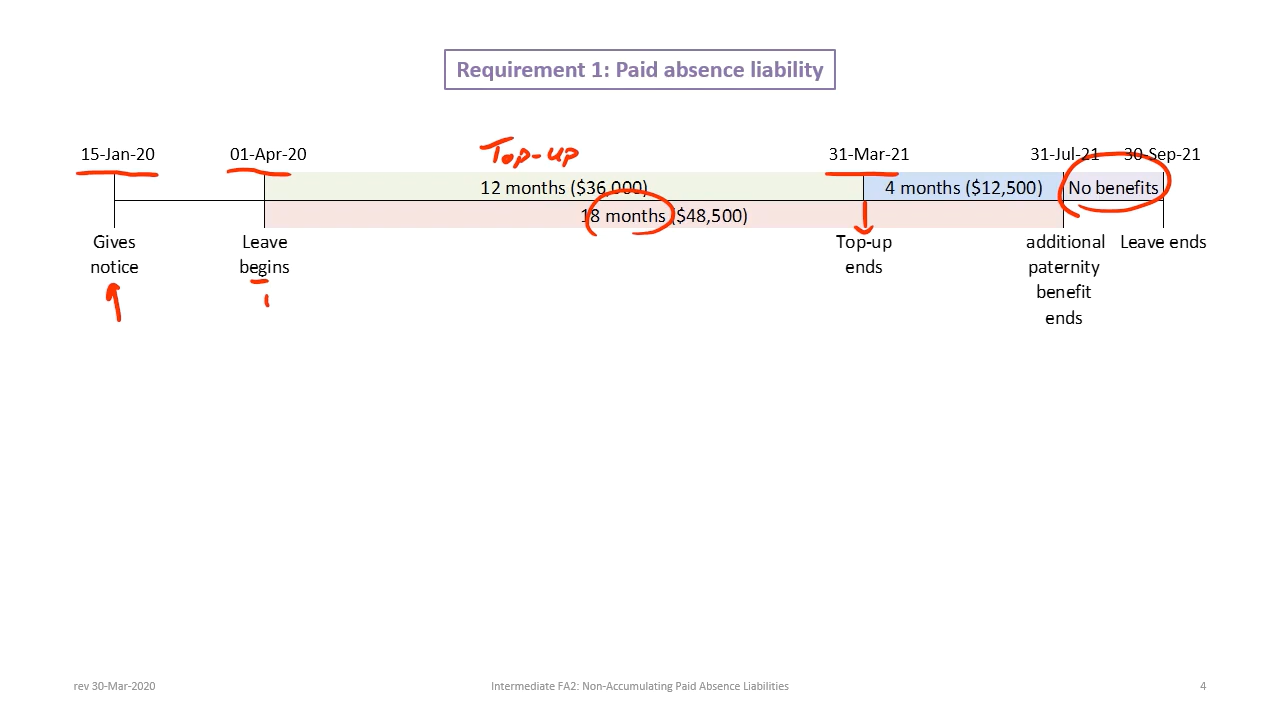 Requirement 1: Paid absence liability
15-Jan-20 01-Apr-20 Top-up 31-Mar-21 31-Jul-21 30-Sep-21
12 months ($36,000) 4 months ($12,500) No benefits
18 months ($48,500)
Gives notice
Leave begins
Top-up ends
additional paternity benefit ends
Leave ends
rev 30-Mar-2020 Intermediate FA2: Non-Accumulating Paid Absence Liabilities 4